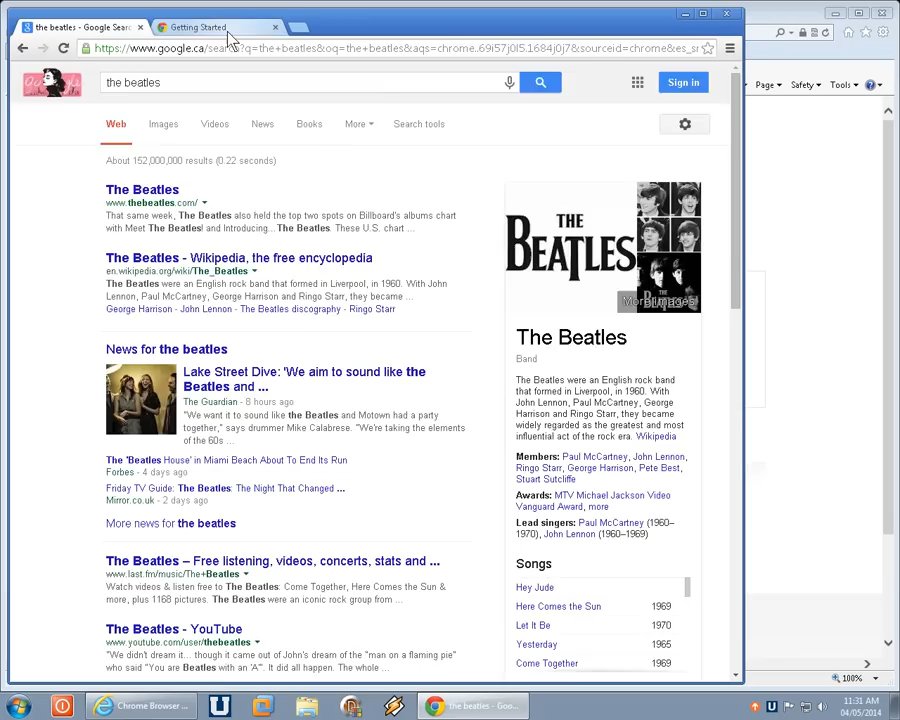 the beatles - Google Sear
Getting Started
https://www.google.ca/search?q=the+beatles&oq=the+beatles&aqs=chrome..69i57j0l5.1684j0j7&sourceid=chrome&es_sr
the beatles
Sign in
Web Images Videos News Books More Search tools
Page Safety Tools
About 152,000,000 results (0.22 seconds)
The Beatles
www.thebeatles.com/
That same week, The Beatles also held the top two spots on Billboard's albums chart
with Meet The Beatles! and Introducing... The Beatles. These U.S. chart ...
The Beatles - Wikipedia, the free encyclopedia
en.wikipedia.org/wiki/The_Beatles
The Beatles were an English rock band that formed in Liverpool, in 1960. With John
Lennon, Paul McCartney, George Harrison and Ringo Starr, they became ...
George Harrison - John Lennon - The Beatles discography - Ringo Starr
News for the beatles
Lake Street Dive: 'We aim to sound like the
Beatles and ...
The Guardian - 8 hours ago
"We want it to sound like the Beatles and Motown had a party
together," says drummer Mike Calabrese. "We're taking the elements
of the 60s ...
The 'Beatles House' in Miami Beach About To End Its Run
Forbes - 4 days ago
Friday TV Guide: The Beatles: The Night That Changed ...
Mirror.co.uk - 2 days ago
More news for the beatles
The Beatles – Free listening, videos, concerts, stats and ...
www.last.fm/music/The+Beatles
Watch videos & listen free to The Beatles: Come Together, Here Comes the Sun &
more, plus 1168 pictures. The Beatles were an iconic rock group from ...
The Beatles - YouTube
www.youtube.com/user/thebeatles
"We didn't dream it... though it came out of John's dream of the "man on a flaming pie"
who said "You are Beatles with an 'A'". It did all happen. The whole ...
THE
BEATLES
More images
The Beatles
Band
The Beatles were an English rock band
that formed in Liverpool, in 1960. With
John Lennon, Paul McCartney, George
Harrison and Ringo Starr, they became
widely regarded as the greatest and most
influential act of the rock era. Wikipedia
Members: Paul McCartney, John Lennon,
Ringo Starr, George Harrison, Pete Best,
Stuart Sutcliffe
Awards: MTV Michael Jackson Video
Vanguard Award, more
Lead singers: Paul McCartney (1960–
1970), John Lennon (1960–1969)
Songs
Hey Jude
Here Comes the Sun 1969
Let It Be 1970
Yesterday 1965
Come Together 1969
100%
Chrome Browser ...
the beatles - Goo...
11:31 AM
04/05/2014